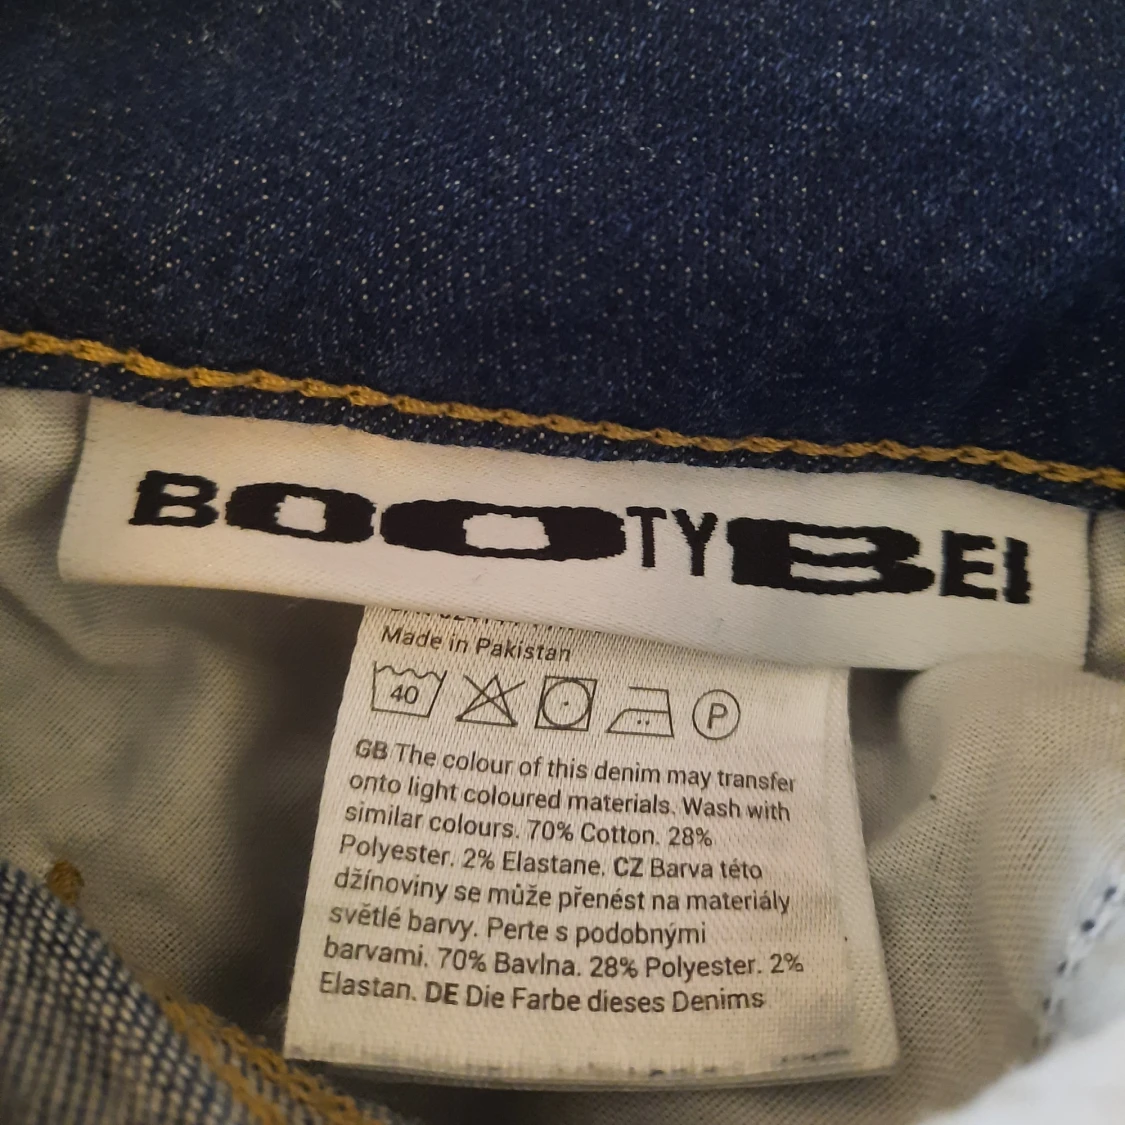 BOOTYBEI
Made in Pakistan
40
P
GB The colour of this denim may transfer
onto light coloured materials. Wash with
similar colours. 70% Cotton. 28%
Polyester. 2% Elastane. CZ Barva této
džínoviny se může přenést na materiály
světlé barvy. Perte s podobnými
barvami. 70% Bavlna. 28% Polyester. 2%
Elastan. DE Die Farbe dieses Denims